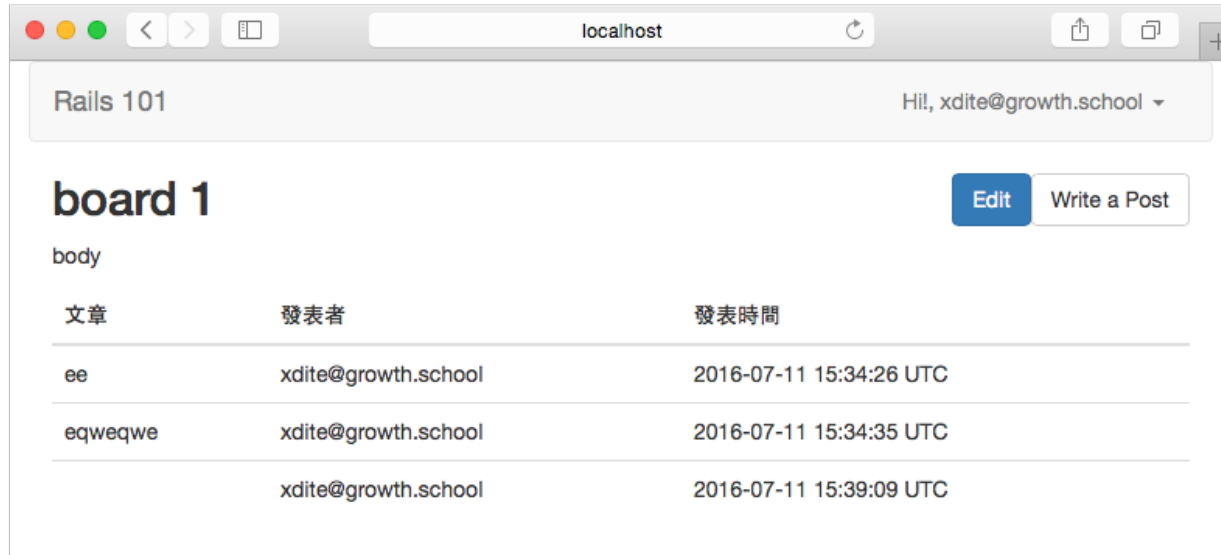 localhost
Rails 101 Hi!, xdite@growth.school
board 1 Edit Write a Post
body
文章 發表者 發表時間
ee xdite@growth.school 2016-07-11 15:34:26 UTC
eqweqwe xdite@growth.school 2016-07-11 15:34:35 UTC
xdite@growth.school 2016-07-11 15:39:09 UTC